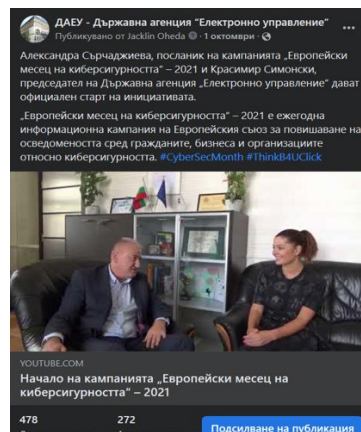 ДАЕУ - Държавна агенция "Електронно управление"
Публикувано от Jacklin Oheda · 1 октомври ·
Александра Сърчаджиева, посланик на кампанията „Европейски
месец на киберсигурността“ – 2021 и Красимир Симонски,
председател на Държавна агенция „Електронно управление“ дават
официален старт на инициативата.
„Европейски месец на киберсигурността“ – 2021 е ежегодна
информационна кампания на Европейския съюз за повишаване на
осведомеността сред гражданите, бизнеса и организациите
относно киберсигурността. #CyberSecMonth #ThinkB4UClick
YOUTUBE.COM
Начало на кампанията „Европейски месец на
киберсигурността“ – 2021
478 272
Подсилване на публикация